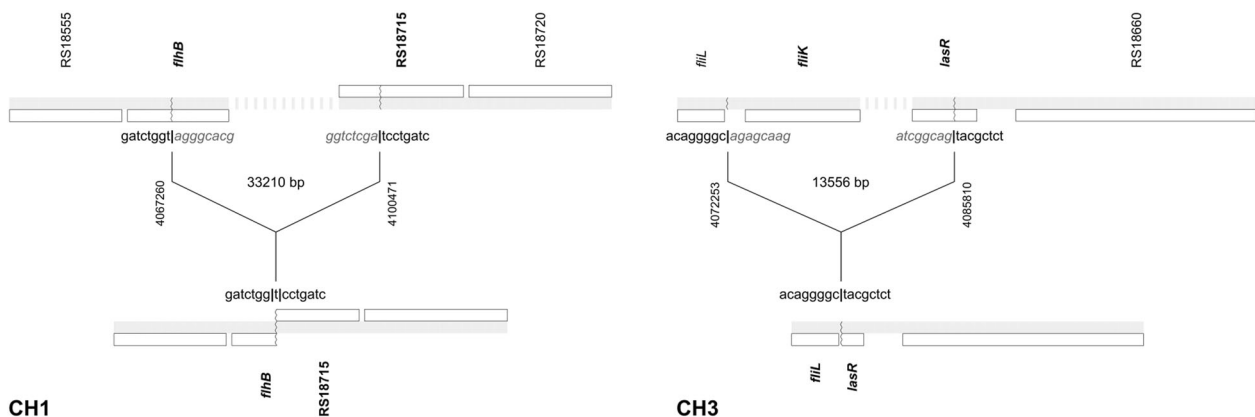 RS18555
flhB
RS18715
RS18720
gatctggt|agggcacg
ggtctcga|tcctgatc
33210 bp
4067260
4100471
gatctgg|t|cctgatc
flhB
RS18715
CH1
fliL
fliK
lasR
RS18660
acaggggc|agagcaag
atcggcag|tacgctct
13556 bp
4072253
4085810
acaggggc|tacgctct
fliL
lasR
CH3